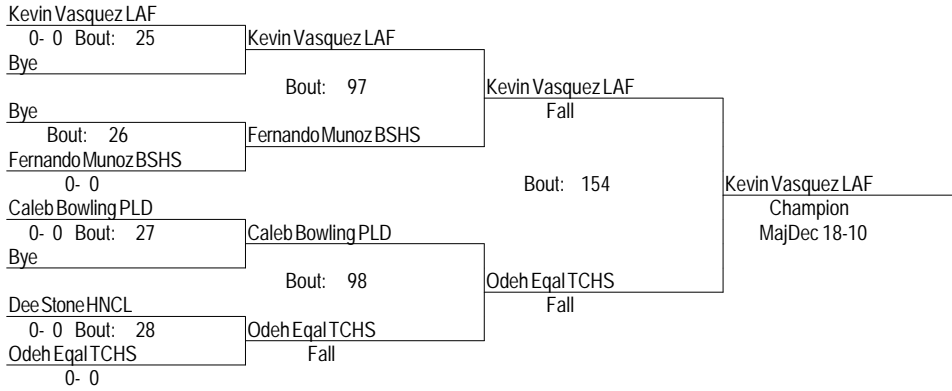 Kevin Vasquez LAF
0- 0 Bout: 25
Bye
Kevin Vasquez LAF
Bout: 97
Bye
Bout: 26
Fernando Munoz BSHS
0- 0
Fernando Munoz BSHS
Kevin Vasquez LAF
Fall
Bout: 154
Caleb Bowling PLD
0- 0 Bout: 27
Bye
Caleb Bowling PLD
Bout: 98
Dee Stone HNCL
0- 0 Bout: 28
Odeh Eqal TCHS
0- 0
Odeh Eqal TCHS
Fall
Odeh Eqal TCHS
Fall
Kevin Vasquez LAF
Champion
MajDec 18-10